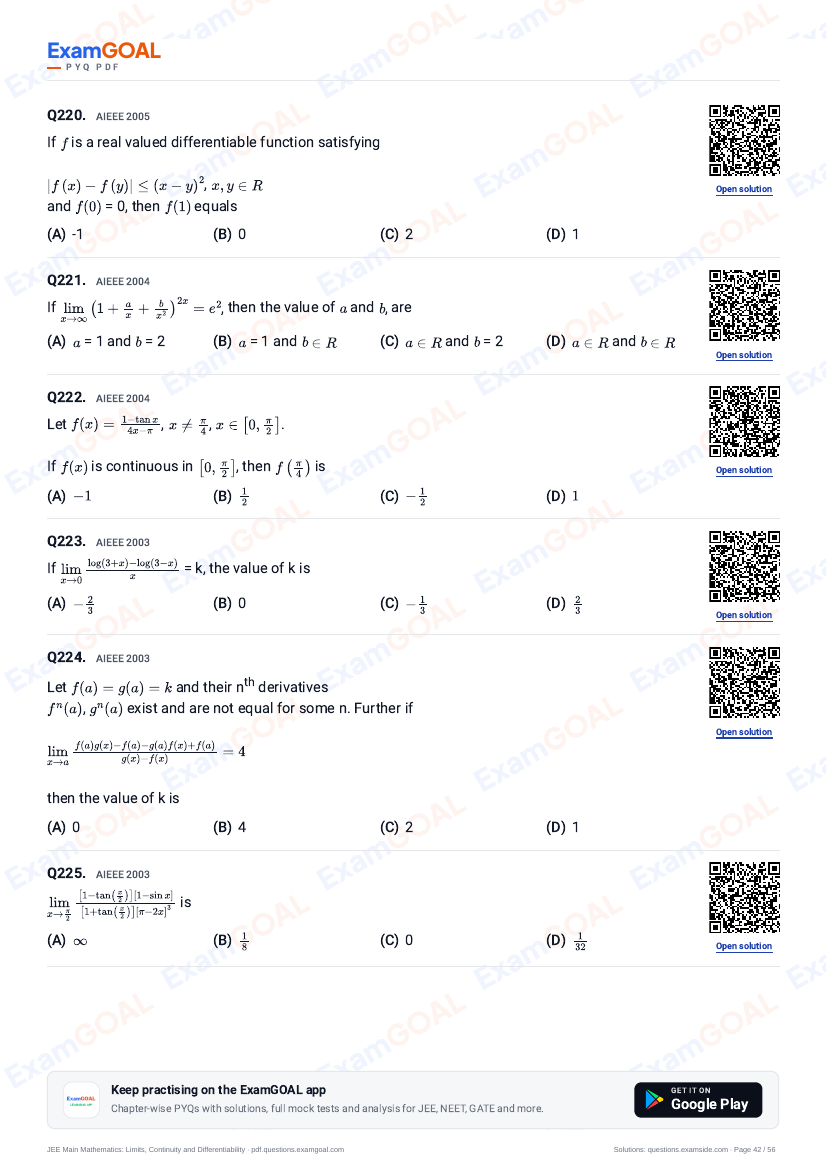 ExamGOAL
PYQ PDF
Q220. AIEEE 2005
If f is a real valued differentiable function satisfying
|f (x) − f (y)| ≤ (x − y)², x, y ∈ R
and f(0) = 0, then f(1) equals
(A) -1 (B) 0 (C) 2 (D) 1
Open solution
Q221. AIEEE 2004
If lim x→∞ (1 + a/x + b/x²)^2x = e², then the value of a and b, are
(A) a = 1 and b = 2 (B) a = 1 and b ∈ R (C) a ∈ R and b = 2 (D) a ∈ R and b ∈ R
Open solution
Q222. AIEEE 2004
Let f(x) = (1−tan x)/(4x−π), x ≠ π/4, x ∈ [0, π/2].
If f(x) is continuous in [0, π/2], then f (π/4) is
(A) −1 (B) 1/2 (C) −1/2 (D) 1
Open solution
Q223. AIEEE 2003
If lim x→0 (log(3+x)−log(3−x))/x = k, the value of k is
(A) −2/3 (B) 0 (C) −1/3 (D) 2/3
Open solution
Q224. AIEEE 2003
Let f(a) = g(a) = k and their nth derivatives
fⁿ(a), gⁿ(a) exist and are not equal for some n. Further if
lim x→a (f(a)g(x)−f(a)−g(a)f(x)+f(a))/(g(x)−f(x)) = 4
then the value of k is
(A) 0 (B) 4 (C) 2 (D) 1
Open solution
Q225. AIEEE 2003
lim x→π/2 ([1−tan(x/2)][1−sin x])/([1+tan(x/2)][π−2x]³) is
(A) ∞ (B) 1/8 (C) 0 (D) 1/32
Open solution
Keep practising on the ExamGOAL app
Chapter-wise PYQs with solutions, full mock tests and analysis for JEE, NEET, GATE and more.
GET IT ON
Google Play
JEE Main Mathematics: Limits, Continuity and Differentiability · pdf.questions.examgoal.com
Solutions: questions.examside.com · Page 42 / 56